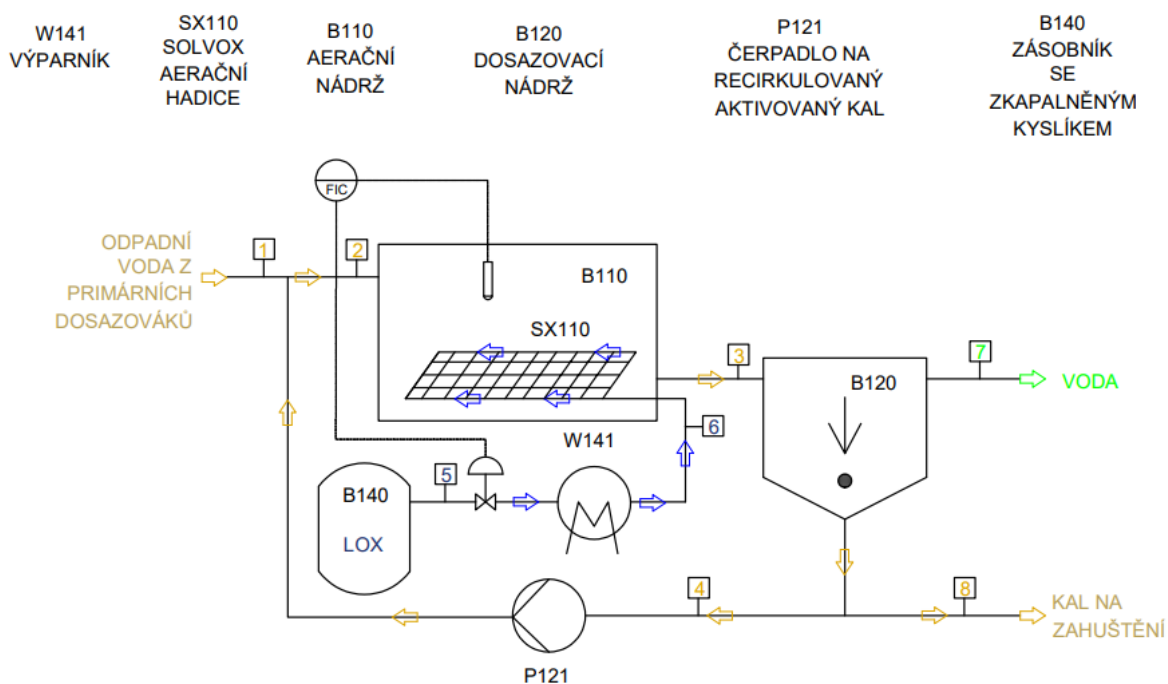 W141
VÝPARNÍK
SX110
SOLVOX
AERAČNÍ
HADICE
B110
AERAČNÍ
NÁDRŽ
B120
DOSAZOVACÍ
NÁDRŽ
P121
ČERPADLO NA
RECIRKULOVANÝ
AKTIVOVANÝ KAL
B140
ZÁSOBNÍK
SE
ZKAPALNĚNÝM
KYSLÍKEM
FIC
ODPADNÍ
VODA Z
PRIMÁRNÍCH
DOSAZOVÁKŮ
1
2
B110
SX110
3
B120
7
VODA
W141
6
5
B140
LOX
4
8
KAL NA
ZAHUŠTĚNÍ
P121